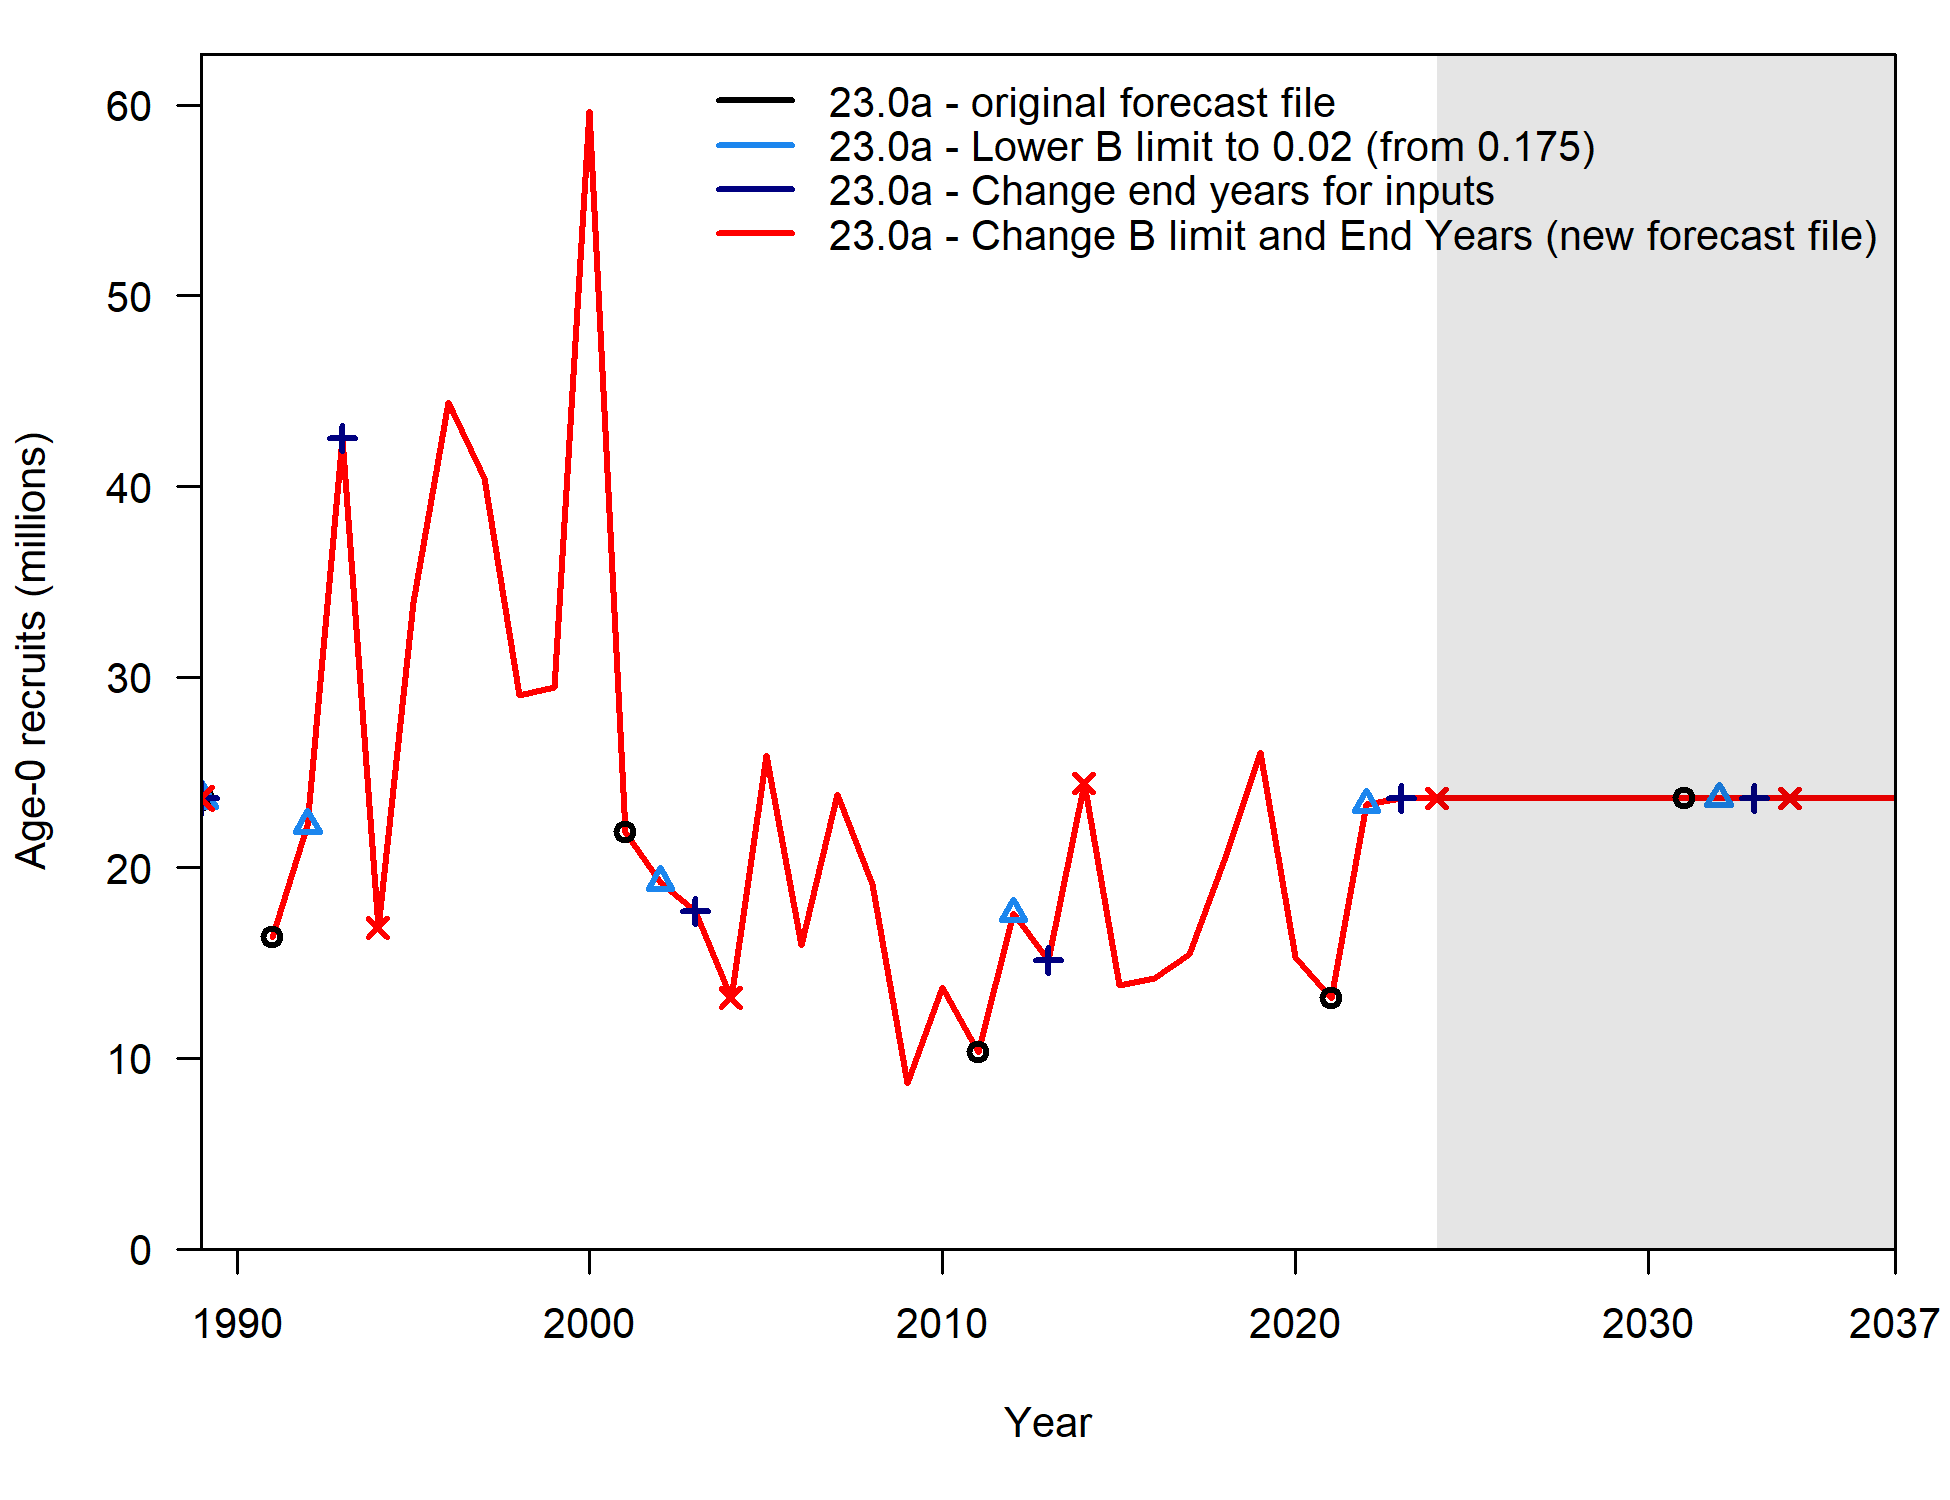 23.0a - original forecast file
23.0a - Lower B limit to 0.02 (from 0.175)
23.0a - Change end years for inputs
23.0a - Change B limit and End Years (new forecast file)
Age-0 recruits (millions)
60
50
40
30
20
10
0
1990 2000 2010 2020 2030 2037
Year